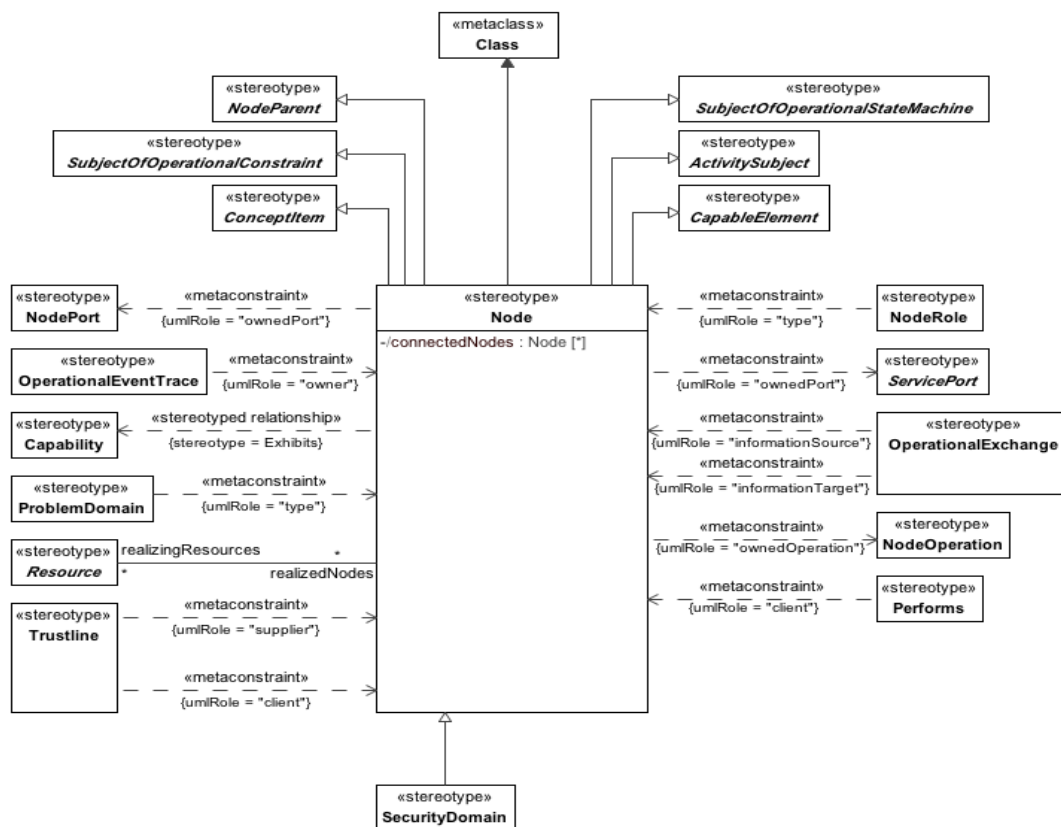 «metaclass»
Class
«stereotype»
NodeParent
«stereotype»
SubjectOfOperationalStateMachine
«stereotype»
SubjectOfOperationalConstraint
«stereotype»
ActivitySubject
«stereotype»
ConceptItem
«stereotype»
CapableElement
«stereotype»
Node
-/connectedNodes : Node [*]
«stereotype»
NodePort
«metaconstraint»
{umlRole = "ownedPort"}
«stereotype»
OperationalEventTrace
«metaconstraint»
{umlRole = "owner"}
«stereotype»
Capability
«stereotyped relationship»
{stereotype = Exhibits}
«stereotype»
ProblemDomain
«metaconstraint»
{umlRole = "type"}
«stereotype»
Resource
realizingResources
*
*
realizedNodes
«stereotype»
Trustline
«metaconstraint»
{umlRole = "supplier"}
«metaconstraint»
{umlRole = "client"}
«metaconstraint»
{umlRole = "type"}
«stereotype»
NodeRole
«metaconstraint»
{umlRole = "ownedPort"}
«stereotype»
ServicePort
«metaconstraint»
{umlRole = "informationSource"}
«metaconstraint»
{umlRole = "informationTarget"}
«stereotype»
OperationalExchange
«metaconstraint»
{umlRole = "ownedOperation"}
«stereotype»
NodeOperation
«metaconstraint»
{umlRole = "client"}
«stereotype»
Performs
«stereotype»
SecurityDomain